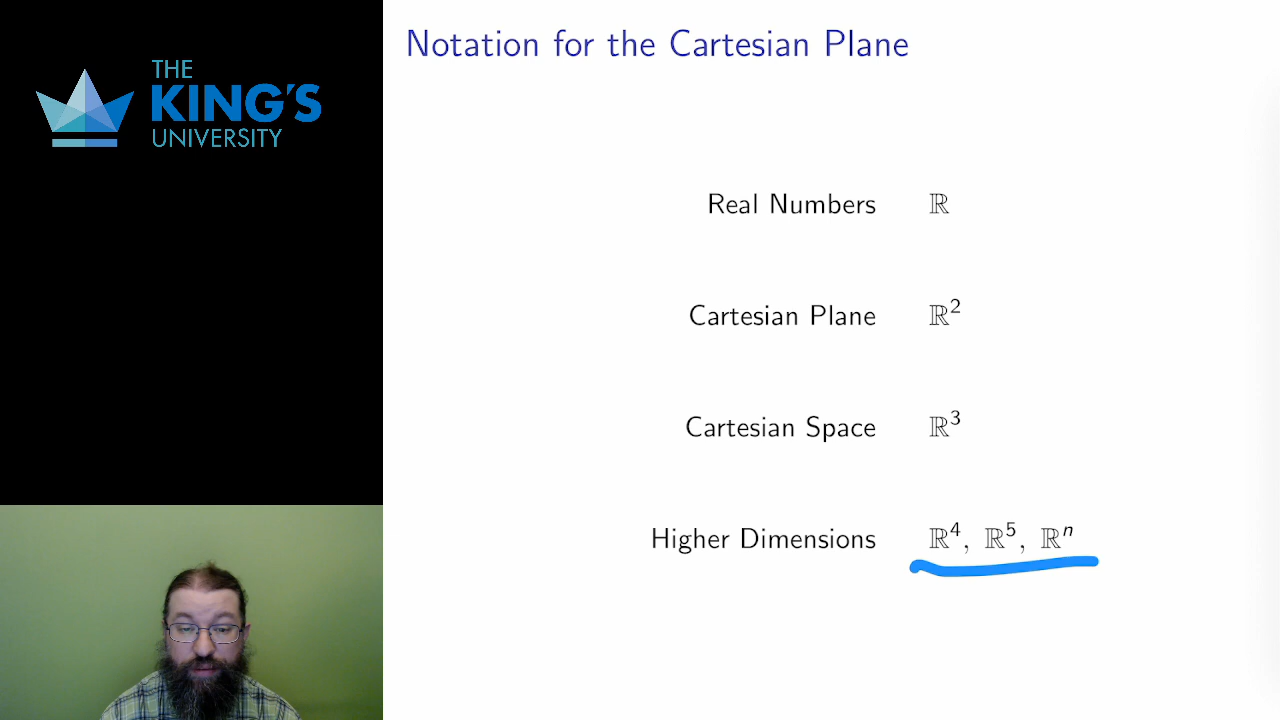 THE
KING'S
UNIVERSITY
Notation for the Cartesian Plane
Real Numbers ℝ
Cartesian Plane ℝ²
Cartesian Space ℝ³
Higher Dimensions ℝ⁴, ℝ⁵, ℝⁿ